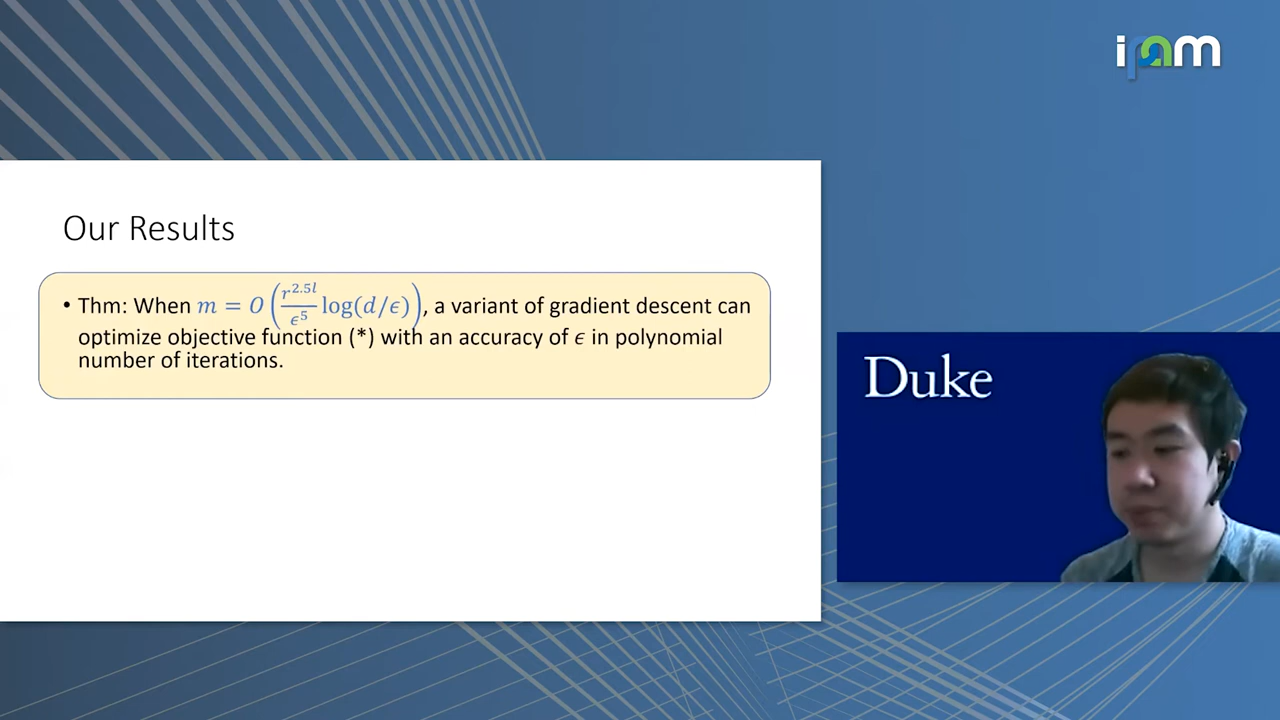 ipam
Our Results
• Thm: When m = O(r^{2.5l}/ϵ^5 log(d/ϵ)), a variant of gradient descent can
optimize objective function (*) with an accuracy of ϵ in polynomial
number of iterations.
Duke